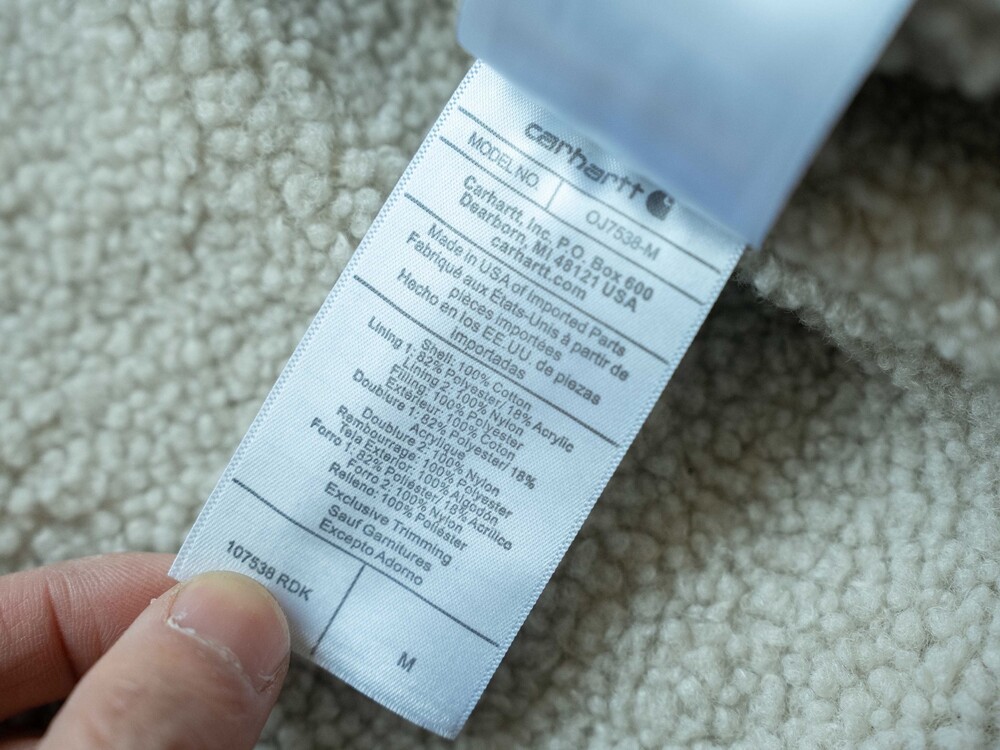 carhartt
MODEL NO. OJ7538-M
Carhartt, Inc, P.O. Box 600
Dearborn, MI 48121 USA
carhartt.com
Made in USA of Imported Parts
Fabriqué aux Etats-Unis à partir de
pièces importées
Hecho en los EE.UU de piezas
importadas
Shell: 100% Cotton
Lining 1: 82% Polyester/ 18% Acrylic
Lining 2: 100% Nylon
Filling: 100% Polyester
Extérieur: 100% Coton
Doublure 1: 82% Polyester/ 18%
Acrylique
Doublure 2: 100% Nylon
Rembourrage: 100% Polyester
Tela Exterior: 100% Algodón
Forro 1: 82% Poliéster/ 18% Acrílico
Forro 2: 100% Nylon
Relleno: 100% Poliéster
Exclusive Trimming
Sauf Garnitures
Excepto Adorno
107538 RDK M